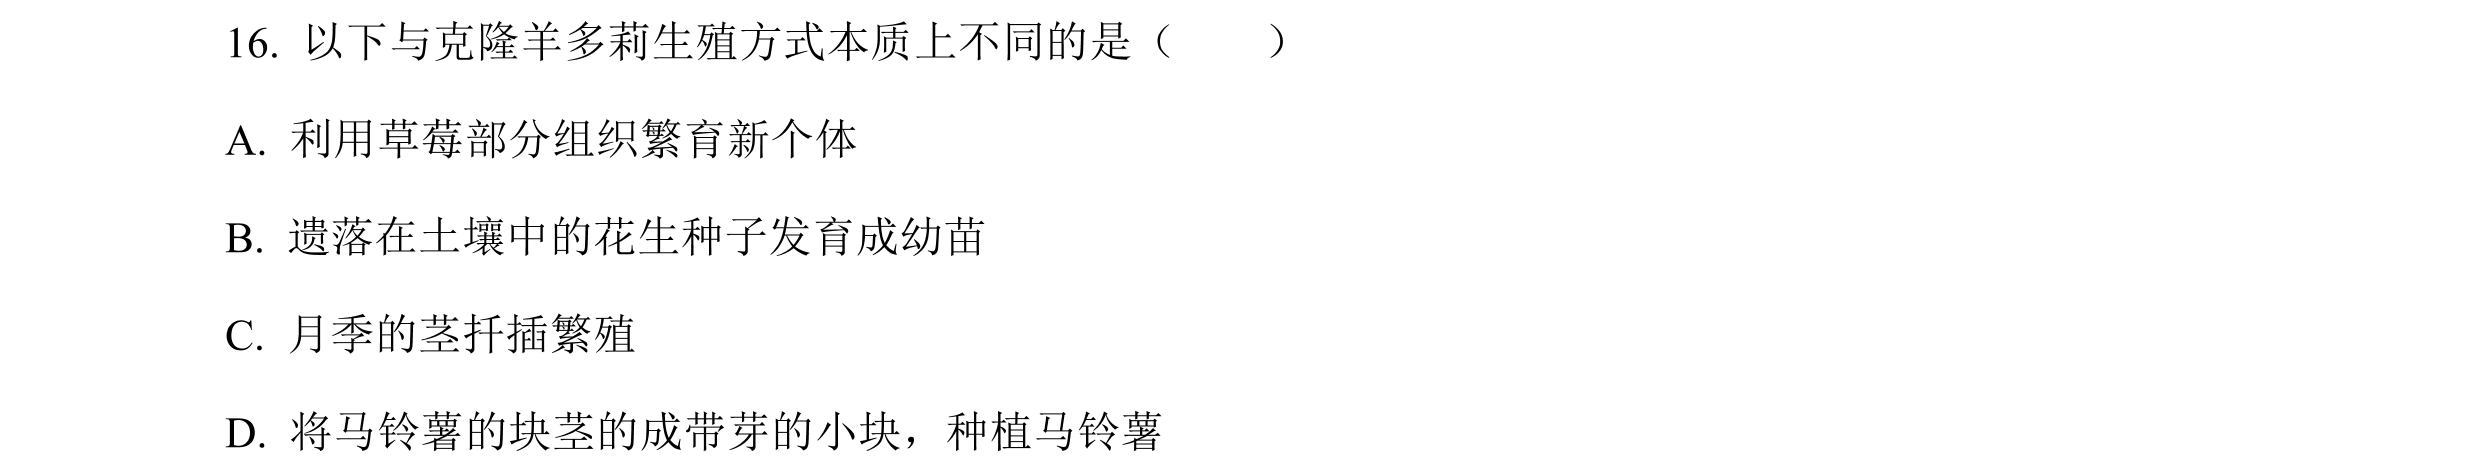 16. 以下与克隆羊多莉生殖方式本质上不同的是（　　）
A. 利用草莓部分组织繁育新个体
B. 遗落在土壤中的花生种子发育成幼苗
C. 月季的茎扦插繁殖
D. 将马铃薯的块茎的成带芽的小块，种植马铃薯